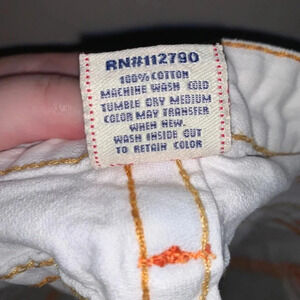 RN#112790
100% COTTON
MACHINE WASH COLD
TUMBLE DRY MEDIUM
COLOR MAY TRANSFER
WHEN NEW.
WASH INSIDE OUT
TO RETAIN COLOR